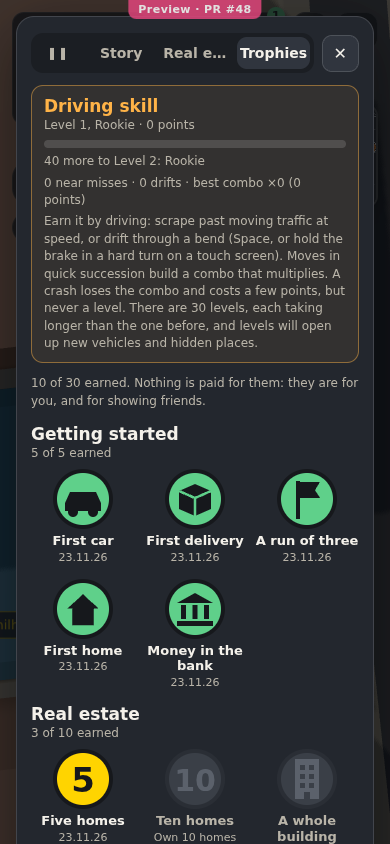 Preview · PR #48
Story Real e… Trophies ✕
Driving skill
Level 1, Rookie · 0 points
40 more to Level 2: Rookie
0 near misses · 0 drifts · best combo ×0 (0
points)
Earn it by driving: scrape past moving traffic at
speed, or drift through a bend (Space, or hold the
brake in a hard turn on a touch screen). Moves in
quick succession build a combo that multiplies. A
crash loses the combo and costs a few points, but
never a level. There are 30 levels, each taking
longer than the one before, and levels will open
up new vehicles and hidden places.
10 of 30 earned. Nothing is paid for them: they are for
you, and for showing friends.
Getting started
5 of 5 earned
First car First delivery A run of three
23.11.26 23.11.26 23.11.26
First home Money in the
bank
23.11.26 23.11.26
Real estate
3 of 10 earned
5 10
Five homes Ten homes A whole
building
23.11.26 Own 10 homes